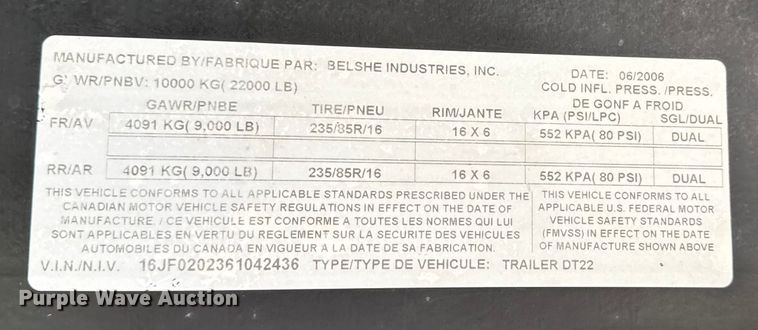 MANUFACTURED BY/FABRIQUE PAR: BELSHE INDUSTRIES, INC.
DATE: 06/2006
GVWR/PNBV: 10000 KG( 22000 LB)
COLD INFL. PRESS. /PRESS.
DE GONF A FROID
GAWR/PNBE TIRE/PNEU RIM/JANTE KPA (PSI/LPC) SGL/DUAL
FR/AV 4091 KG( 9,000 LB) 235/85R/16 16 X 6 552 KPA( 80 PSI) DUAL
RR/AR 4091 KG( 9,000 LB) 235/85R/16 16 X 6 552 KPA( 80 PSI) DUAL
THIS VEHICLE CONFORMS TO ALL APPLICABLE STANDARDS PRESCRIBED UNDER THE
CANADIAN MOTOR VEHICLE SAFETY REGULATIONS IN EFFECT ON THE DATE OF
MANUFACTURE. / CE VEHICULE EST CONFORME A TOUTES LES NORMES QUI LUI
SONT APPLICABLES EN VERTU DU REGLEMENT SUR LA SECURITE DES VEHICULES
AUTOMOBILES DU CANADA EN VIGUEUR A LA DATE DE SA FABRICATION.
THIS VEHICLE CONFORMS TO ALL
APPLICABLE U.S. FEDERAL MOTOR
VEHICLE SAFETY STANDARDS
(FMVSS) IN EFFECT ON THE DATE
OF MANUFACTURE SHOWN ABOVE
V.I.N./N.I.V. 16JF0202361042436 TYPE/TYPE DE VEHICULE: TRAILER DT22
Purple Wave Auction